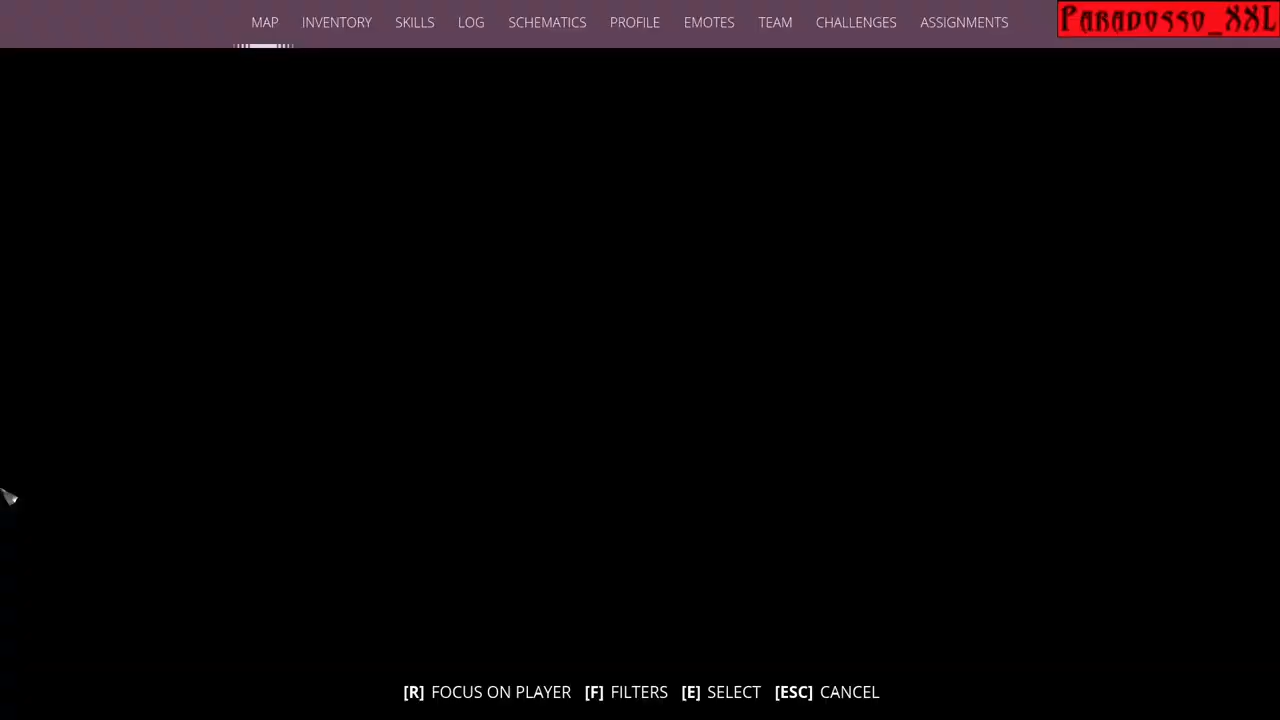 MAP INVENTORY SKILLS LOG SCHEMATICS PROFILE EMOTES TEAM CHALLENGES ASSIGNMENTS Paradosso_XXL
[R] FOCUS ON PLAYER [F] FILTERS [E] SELECT [ESC] CANCEL